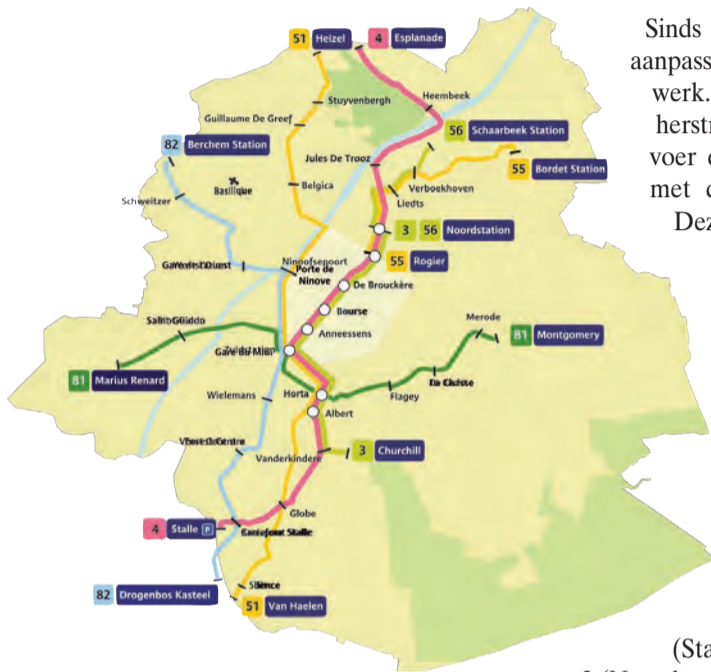 Sinds
aanpass
werk.
herstr
voer d
met d
Dez
51 Heizel
4 Esplanade
Stuyvenbergh
Heembeek
Guillaume De Greef
56 Schaarbeek Station
82 Berchem Station
Jules De Trooz
55 Bordet Station
Basilique
Belgica
Verboekhoven
Schweitzer
Liedts
3 56 Noordstation
Ninoofsepoort
55 Rogier
Porte de
Ninove
De Brouckère
Bourse
Merode
Anneessens
81 Montgomery
Gare du Midi
81 Marius Renard
Wielemans
Horta
Flagey
Albert
Vanderkindere
3 Churchill
Globe
4 Stalle P
Carrefour Stalle
82 Drogenbos Kasteel
Silence
51 Van Haelen
(Sta